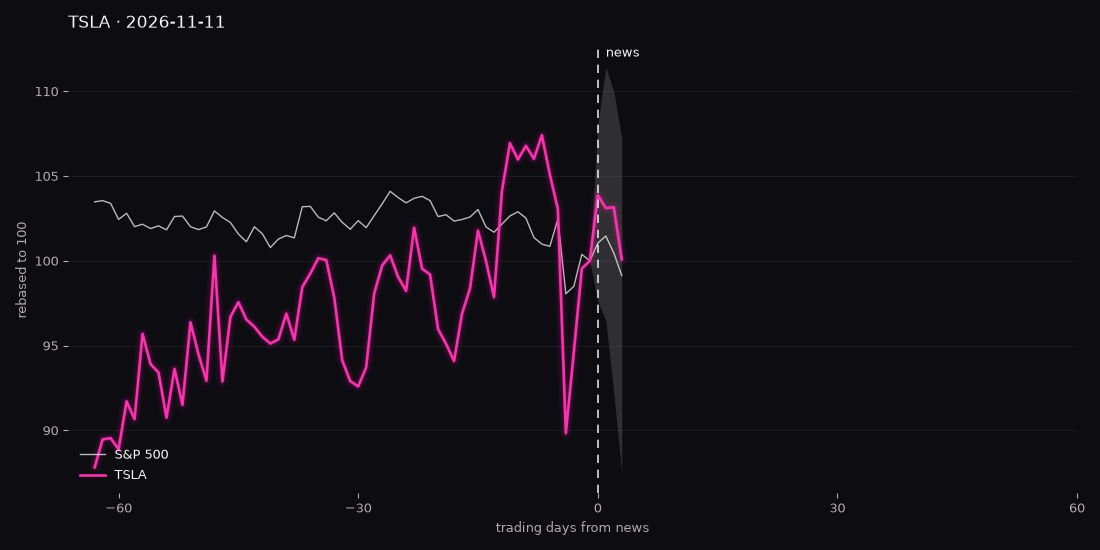 TSLA · 2026-11-11
news
110
105
100
95
90
rebased to 100
S&P 500
TSLA
−60
−30
0
30
60
trading days from news